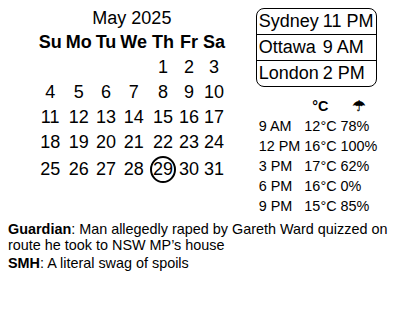 May 2025
Su Mo Tu We Th Fr Sa
1 2 3
4 5 6 7 8 9 10
11 12 13 14 15 16 17
18 19 20 21 22 23 24
25 26 27 28 29 30 31
Sydney 11 PM
Ottawa 9 AM
London 2 PM
°C ☂
9 AM 12°C 78%
12 PM 16°C 100%
3 PM 17°C 62%
6 PM 16°C 0%
9 PM 15°C 85%
Guardian: Man allegedly raped by Gareth Ward quizzed on
route he took to NSW MP’s house
SMH: A literal swag of spoils